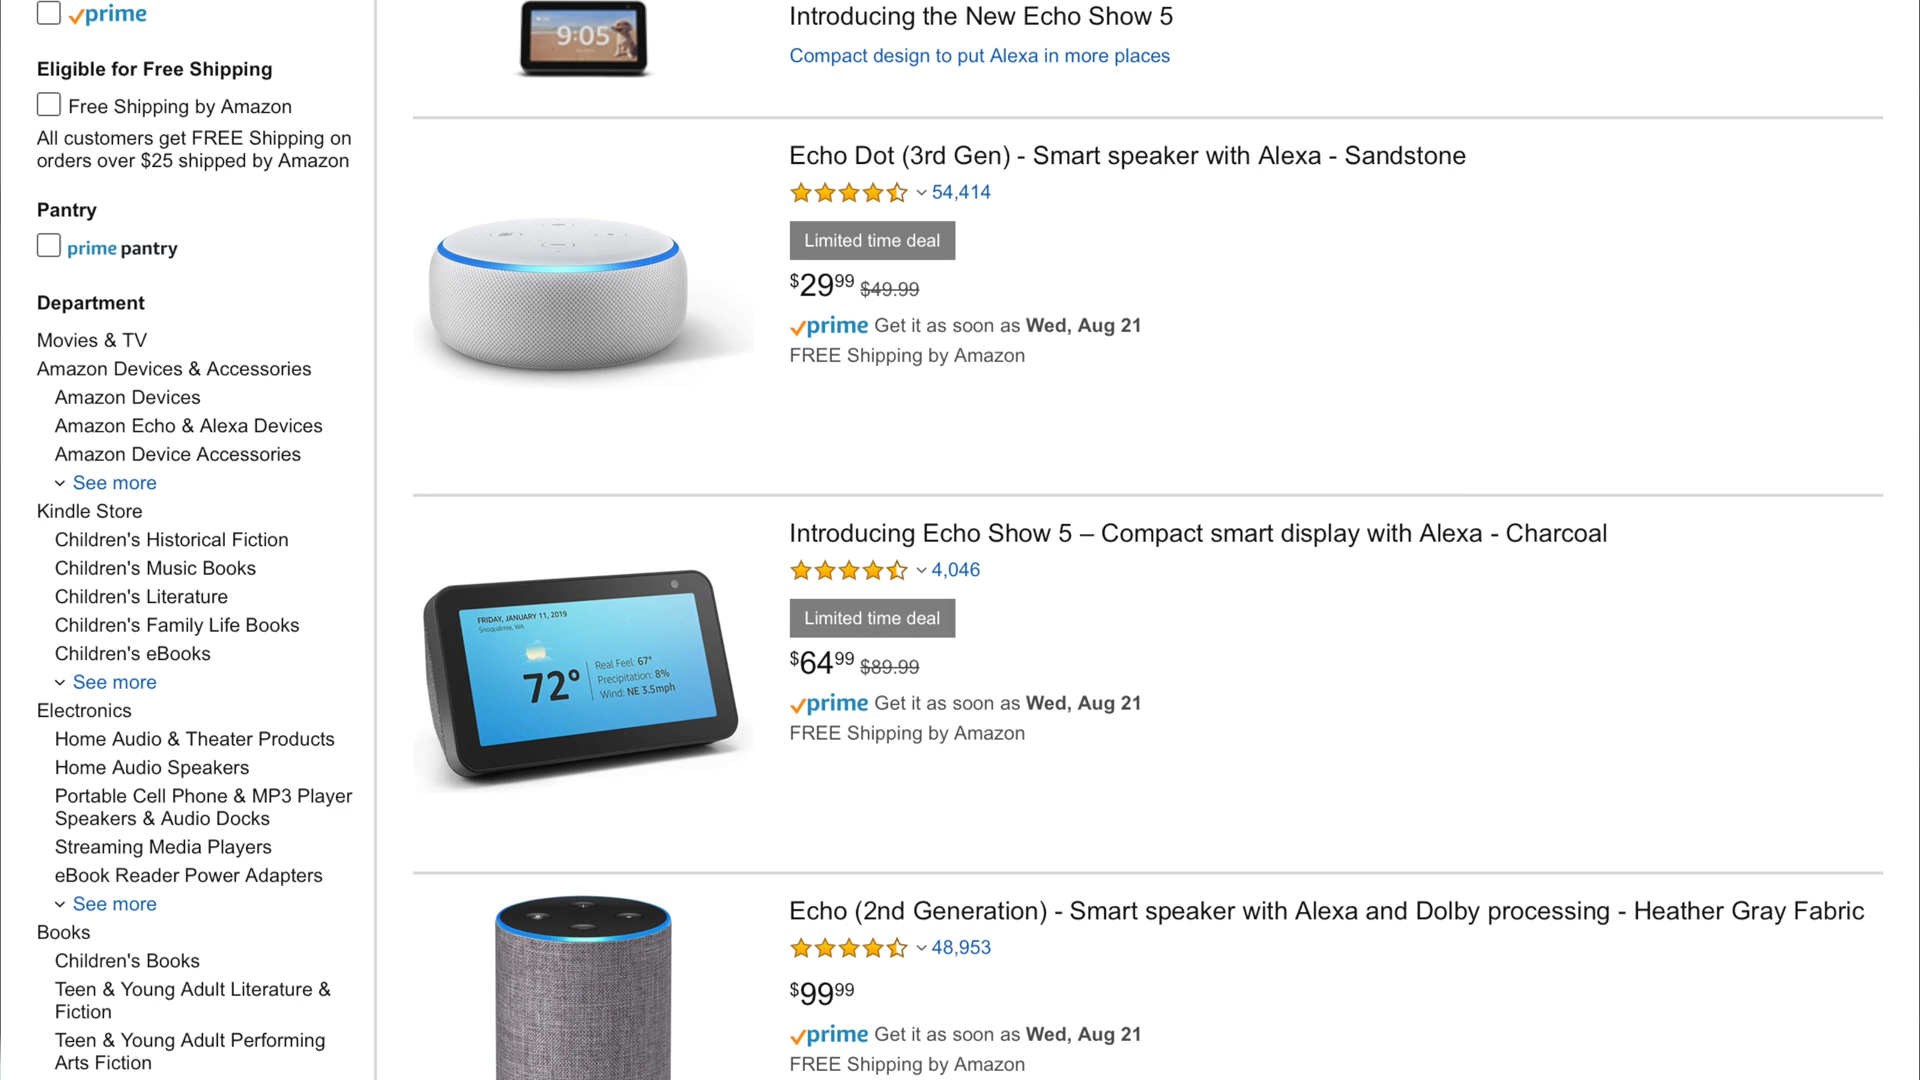 prime
Eligible for Free Shipping
Free Shipping by Amazon
All customers get FREE Shipping on
orders over $25 shipped by Amazon
Pantry
prime pantry
Department
Movies & TV
Amazon Devices & Accessories
Amazon Devices
Amazon Echo & Alexa Devices
Amazon Device Accessories
See more
Kindle Store
Children's Historical Fiction
Children's Music Books
Children's Literature
Children's Family Life Books
Children's eBooks
See more
Electronics
Home Audio & Theater Products
Home Audio Speakers
Portable Cell Phone & MP3 Player
Speakers & Audio Docks
Streaming Media Players
eBook Reader Power Adapters
See more
Books
Children's Books
Teen & Young Adult Literature &
Fiction
Teen & Young Adult Performing
Arts Fiction
9:05
Introducing the New Echo Show 5
Compact design to put Alexa in more places
Echo Dot (3rd Gen) - Smart speaker with Alexa - Sandstone
54,414
Limited time deal
$29.99 $49.99
prime Get it as soon as Wed, Aug 21
FREE Shipping by Amazon
FRIDAY, JANUARY 11, 2019
Snoqualmie, WA
72°
Real Feel: 67°
Precipitation: 8%
Wind: NE 3.5mph
Introducing Echo Show 5 – Compact smart display with Alexa - Charcoal
4,046
Limited time deal
$64.99 $89.99
prime Get it as soon as Wed, Aug 21
FREE Shipping by Amazon
Echo (2nd Generation) - Smart speaker with Alexa and Dolby processing - Heather Gray Fabric
48,953
$99.99
prime Get it as soon as Wed, Aug 21
FREE Shipping by Amazon